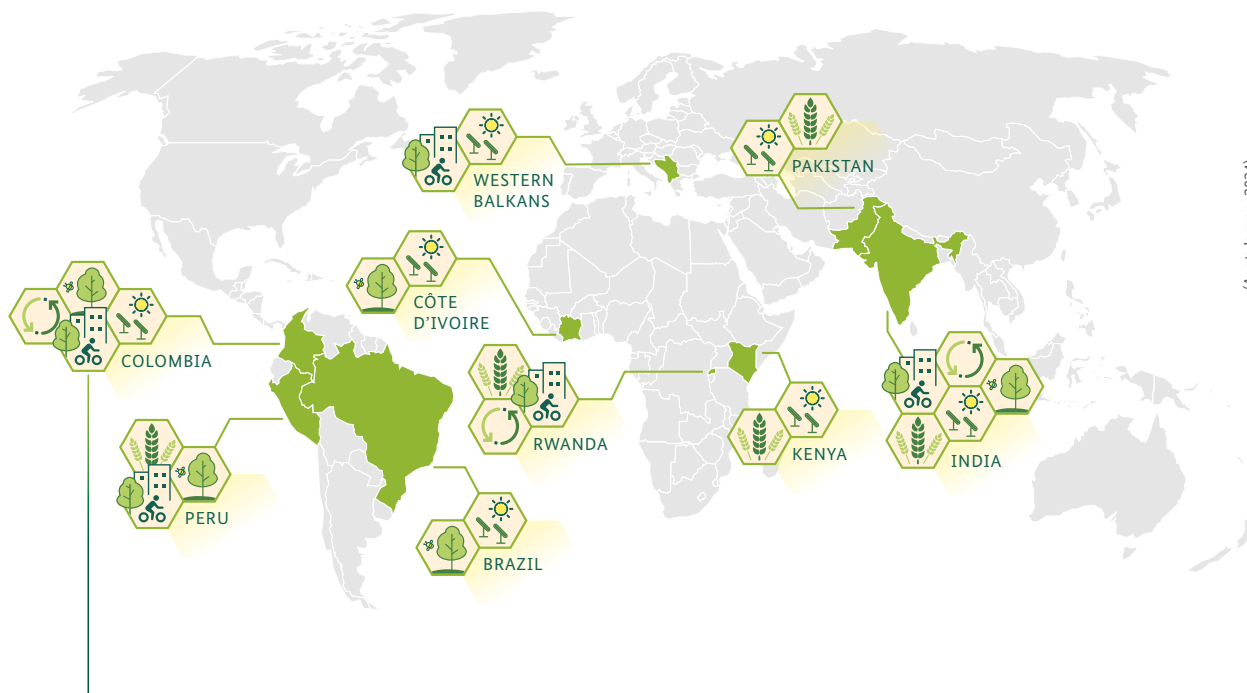 WESTERN
BALKANS
PAKISTAN
CÔTE
D’IVOIRE
COLOMBIA
RWANDA
KENYA
INDIA
PERU
BRAZIL